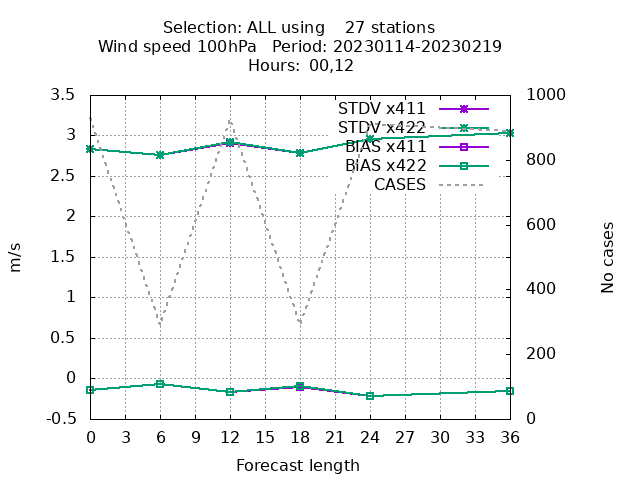 Selection: ALL using    27 stations
Wind speed 100hPa   Period: 20230114-20230219
Hours: 00,12
3.5
3
2.5
2
1.5
1
0.5
0
-0.5
m/s
STDV x411
STDV x422
BIAS x411
BIAS x422
CASES
1000
800
600
400
200
0
No cases
0 3 6 9 12 15 18 21 24 27 30 33 36
Forecast length